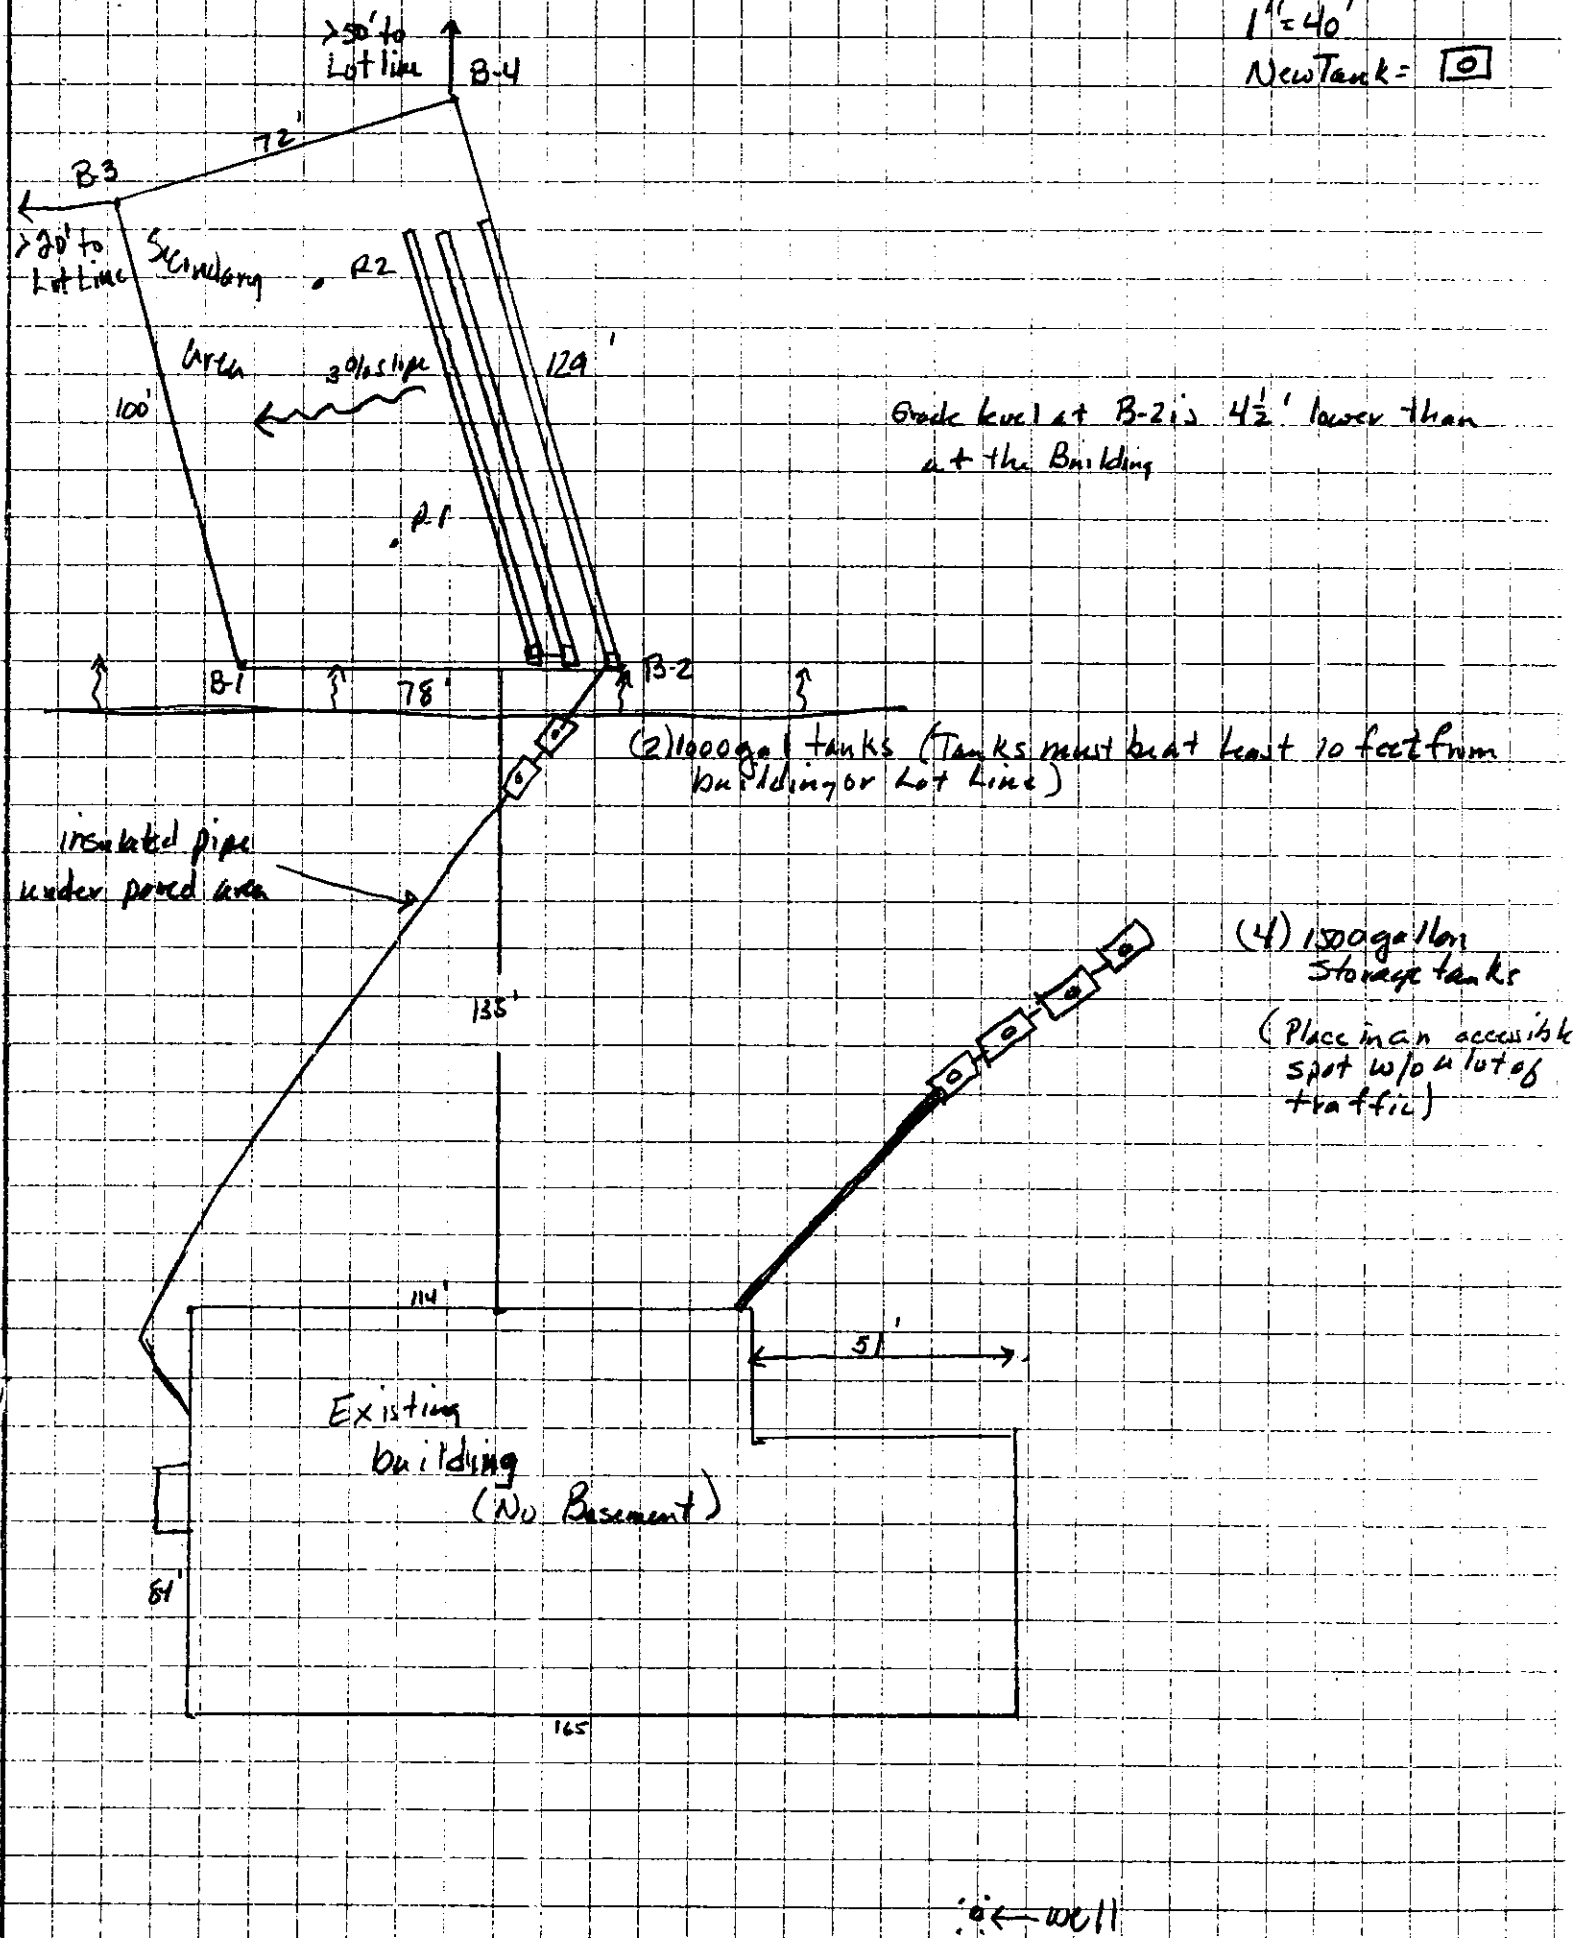 1"=40'
New Tank =
>50' to
Lot line
B-4
72'
B-3
>20' to
Lot Line
Secondary
area
P.2
3% slope
129'
100'
Grade level at B-2 is 4½' lower than
at the Building
P.1
B-1
78'
B-2
(2) 1000 gal tanks (Tanks must be at least 10 feet from
building or Lot Line)
insulated pipe
under paved area
135'
(4) 1500 gallon
Storage tanks
(Place in an accessible
spot w/o a lot of
traffic)
114'
51'
Existing
building
(No Basement)
84'
165
well